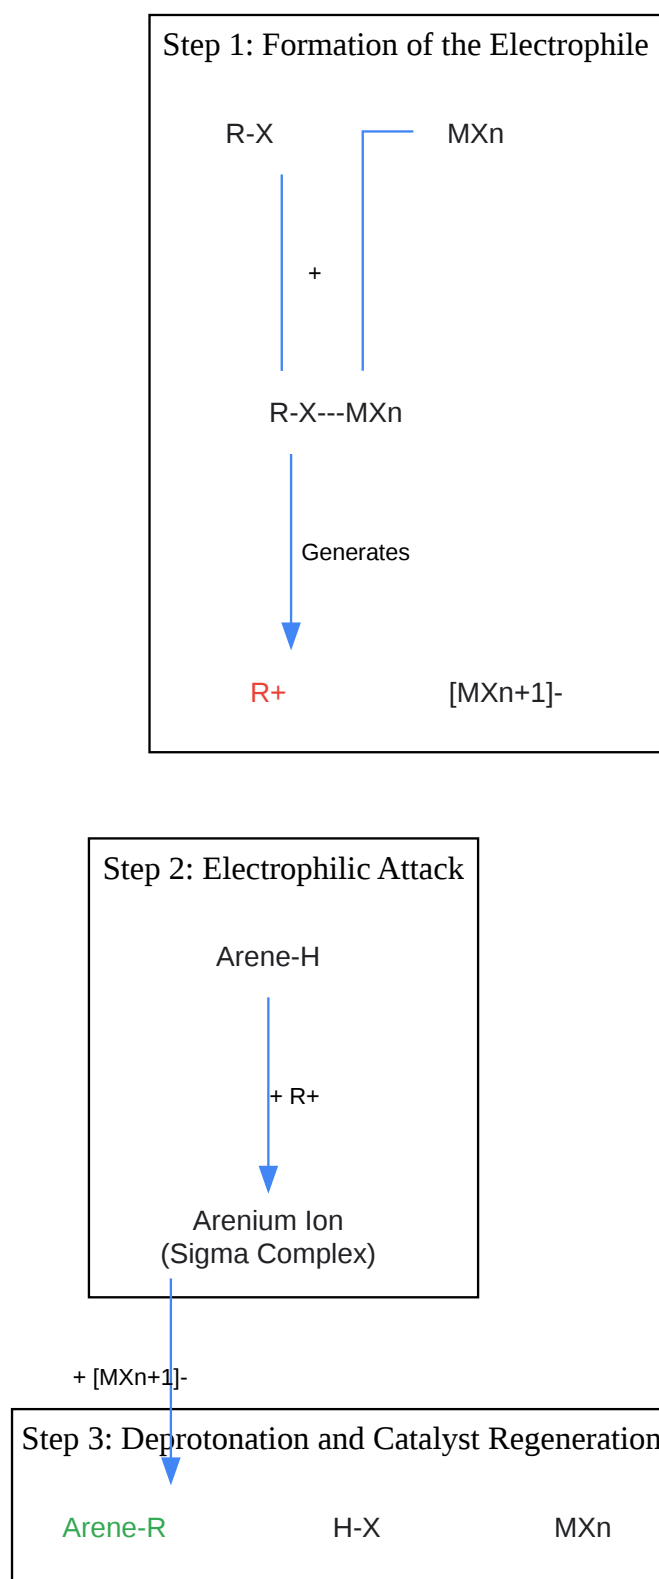 Step 1: Formation of the Electrophile
R-X
MXn
+
R-X---MXn
Generates
R+
[MXn+1]-
Step 2: Electrophilic Attack
Arene-H
+ R+
Arenium Ion
(Sigma Complex)
+ [MXn+1]-
Step 3: Deprotonation and Catalyst Regeneration
Arene-R
H-X
MXn